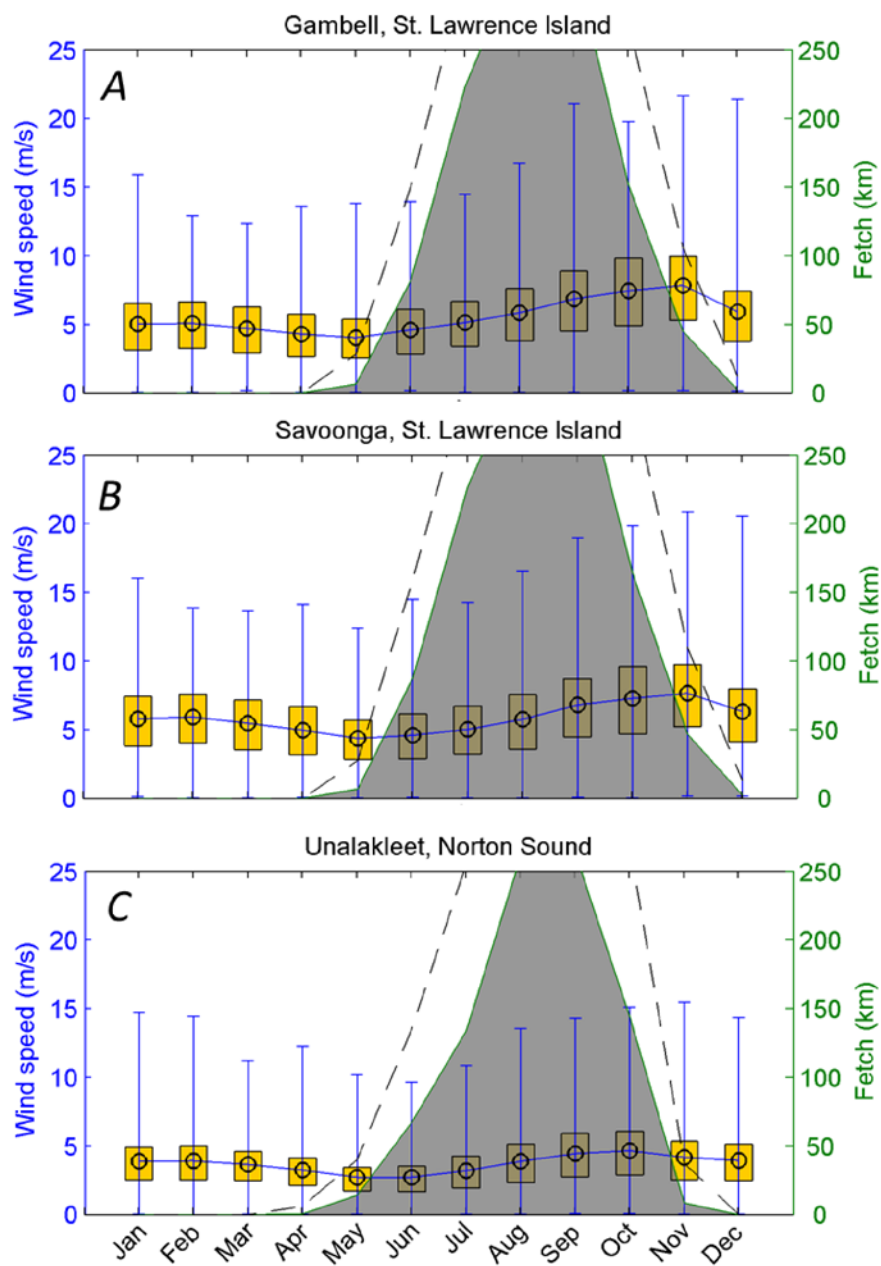 Gambell, St. Lawrence Island
A
Wind speed (m/s)
25
20
15
10
5
0
Fetch (km)
250
200
150
100
50
0
Savoonga, St. Lawrence Island
B
Wind speed (m/s)
25
20
15
10
5
0
Fetch (km)
250
200
150
100
50
0
Unalakleet, Norton Sound
C
Wind speed (m/s)
25
20
15
10
5
0
Fetch (km)
250
200
150
100
50
0
Jan Feb Mar Apr May Jun Jul Aug Sep Oct Nov Dec